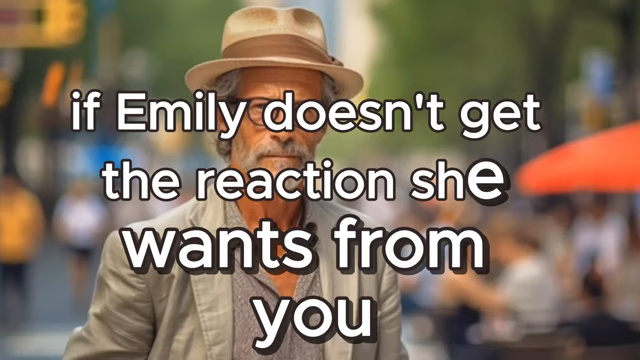 if Emily doesn't get
the reaction she
wants from
you